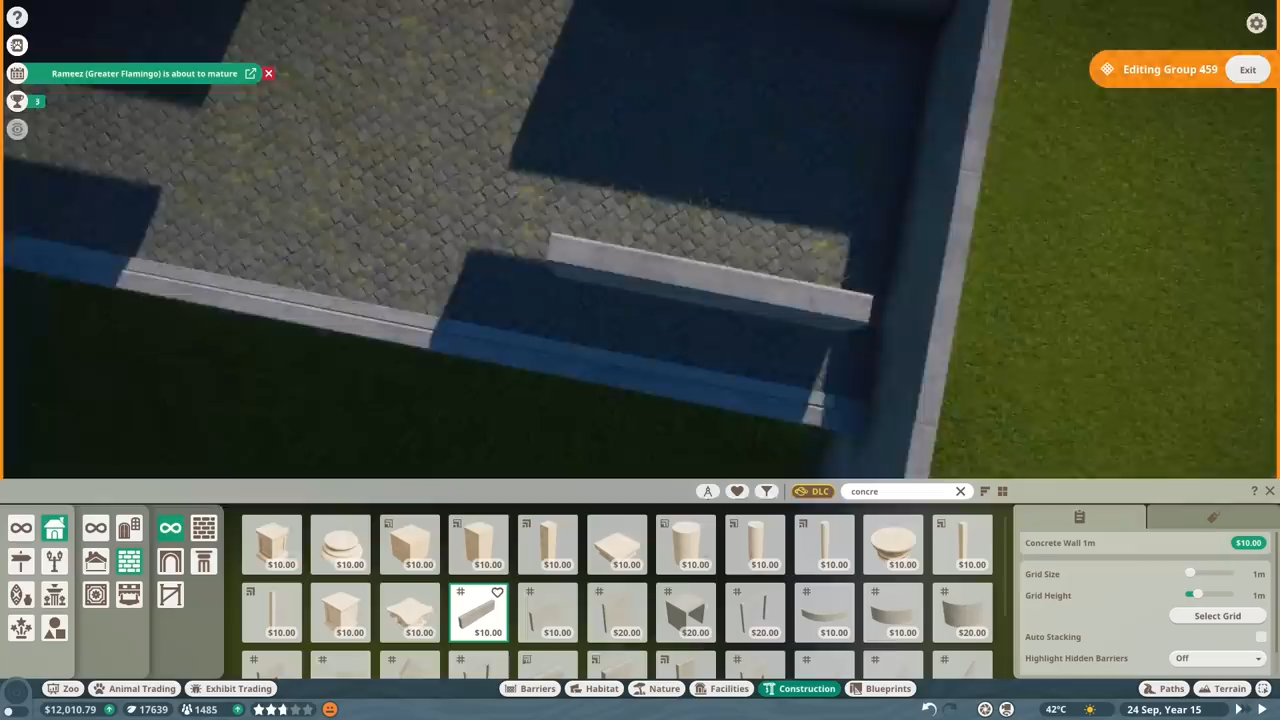 ?
Rameez (Greater Flamingo) is about to mature
3
Editing Group 459
Exit
DLC
concre
?
$10.00 $10.00 $10.00 $10.00 $10.00 $10.00 $10.00 $10.00 $10.00 $10.00 $10.00
$10.00 $10.00 $10.00 $10.00 $10.00 $20.00 $20.00 $20.00 $10.00 $10.00 $20.00
Concrete Wall 1m $10.00
Grid Size 1m
Grid Height 1m
Select Grid
Auto Stacking
Highlight Hidden Barriers Off
Zoo Animal Trading Exhibit Trading Barriers Habitat Nature Facilities Construction Blueprints Paths Terrain
$12,010.79 17639 1485 42°C 24 Sep, Year 15